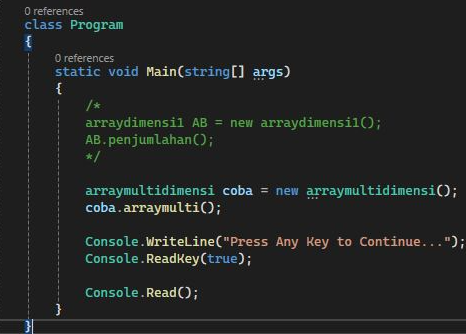 0 references
class Program
{
0 references
static void Main(string[] args)
{
/*
arraydimensi1 AB = new arraydimensi1();
AB.penjumlahan();
*/
arraymultidimensi coba = new arraymultidimensi();
coba.arraymulti();
Console.WriteLine("Press Any Key to Continue...");
Console.ReadKey(true);
Console.Read();
}
}